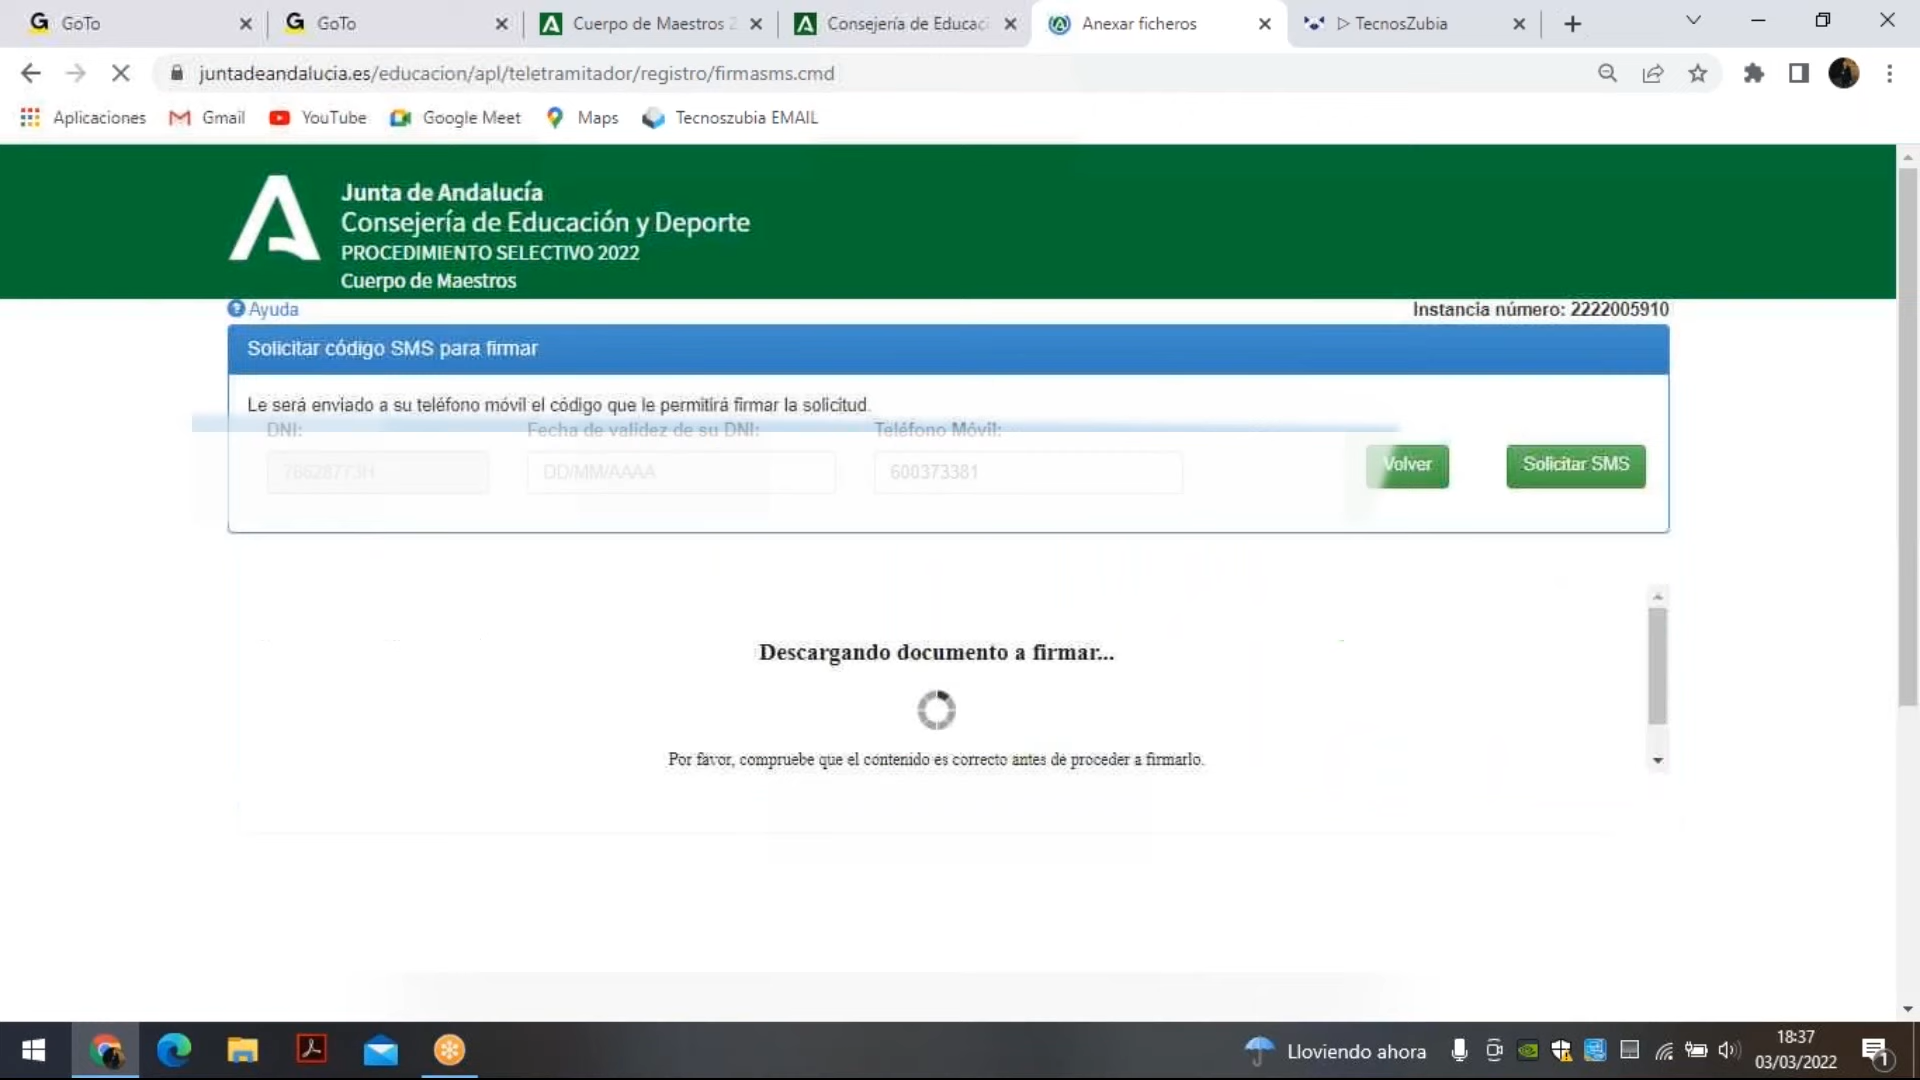 GoTo
GoTo
Cuerpo de Maestros 2
Consejería de Educac
Anexar ficheros
▷ TecnosZubia
juntadeandalucia.es/educacion/apl/teletramitador/registro/firmasms.cmd
Aplicaciones
Gmail
YouTube
Google Meet
Maps
Tecnoszubia EMAIL
Junta de Andalucía
Consejería de Educación y Deporte
PROCEDIMIENTO SELECTIVO 2022
Cuerpo de Maestros
Ayuda
Instancia número: 2222005910
Solicitar código SMS para firmar
Le será enviado a su teléfono móvil el código que le permitirá firmar la solicitud.
DNI:
Fecha de validez de su DNI:
Teléfono Móvil:
DD/MM/AAAA
600373381
Volver
Solicitar SMS
Descargando documento a firmar...
Por favor, compruebe que el contenido es correcto antes de proceder a firmarlo.
Lloviendo ahora
18:37
03/03/2022
1